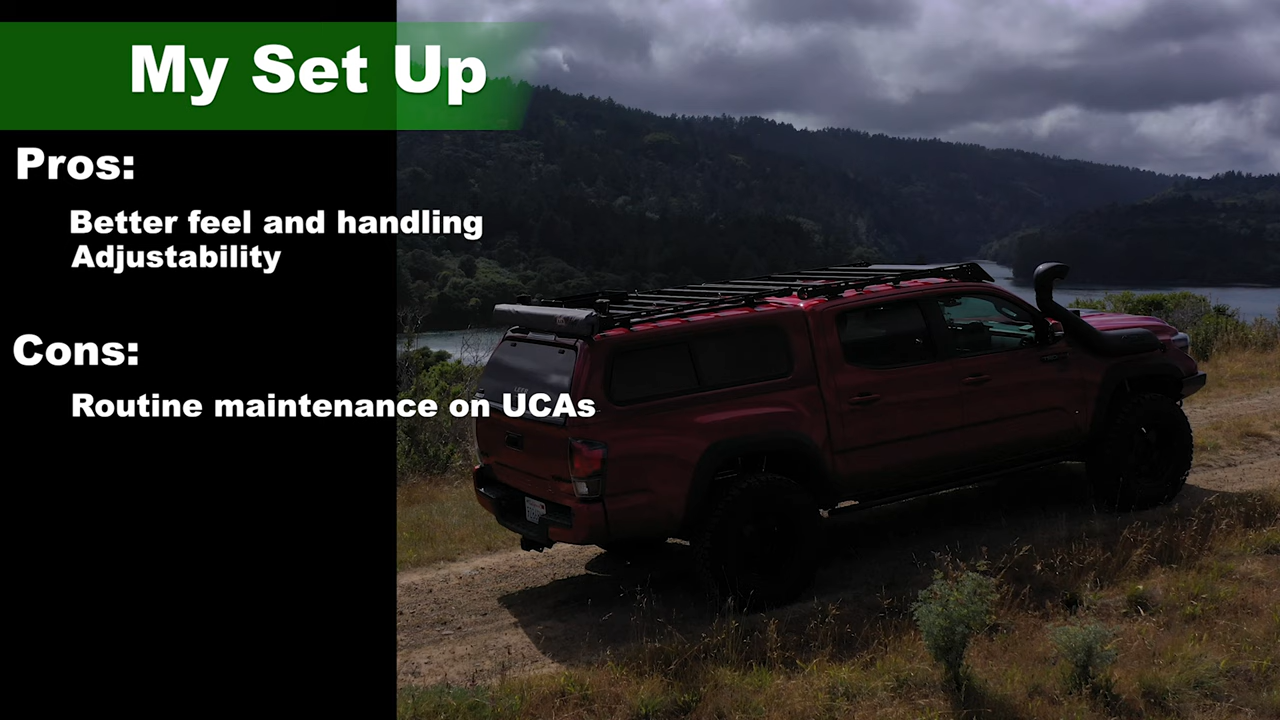 My Set Up
Pros:
Better feel and handling
Adjustability
Cons:
Routine maintenance on UCAs